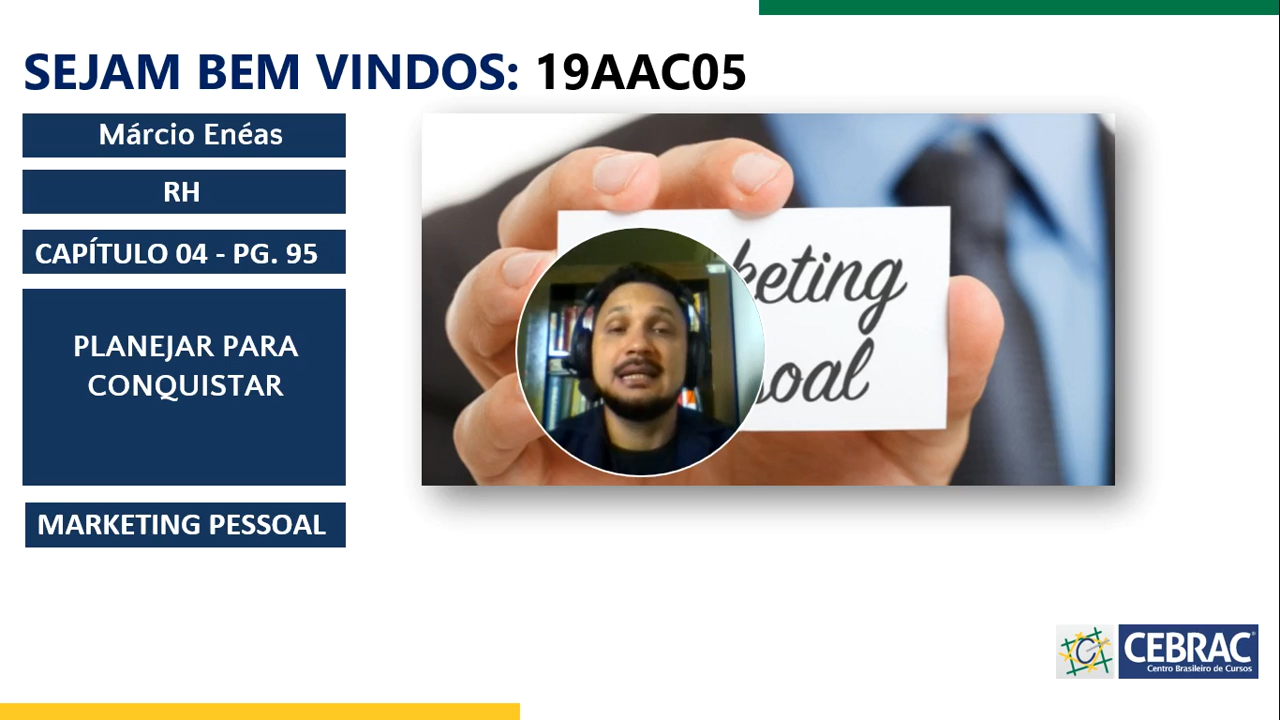 SEJAM BEM VINDOS: 19AAC05
Márcio Enéas
RH
CAPÍTULO 04 - PG. 95
PLANEJAR PARA
CONQUISTAR
MARKETING PESSOAL
keting
soal
CEBRAC
Centro Brasileiro de Cursos